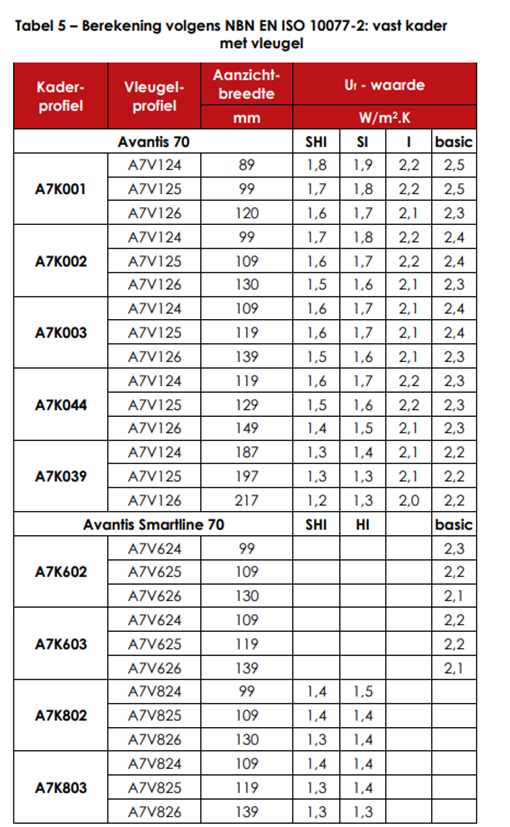 Tabel 5 – Berekening volgens NBN EN ISO 10077-2: vast kader
met vleugel
Kader-
profiel
Vleugel-
profiel
Aanzicht-
breedte
Uf - waarde
mm
W/m².K
Avantis 70 SHI SI I basic
A7K001
A7V124 89 1,8 1,9 2,2 2,5
A7V125 99 1,7 1,8 2,2 2,5
A7V126 120 1,6 1,7 2,1 2,3
A7K002
A7V124 99 1,7 1,8 2,2 2,4
A7V125 109 1,6 1,7 2,2 2,4
A7V126 130 1,5 1,6 2,1 2,3
A7K003
A7V124 109 1,6 1,7 2,1 2,4
A7V125 119 1,6 1,7 2,1 2,4
A7V126 139 1,5 1,6 2,1 2,3
A7K044
A7V124 119 1,6 1,7 2,2 2,3
A7V125 129 1,5 1,6 2,2 2,3
A7V126 149 1,4 1,5 2,1 2,3
A7K039
A7V124 187 1,3 1,4 2,1 2,2
A7V125 197 1,3 1,3 2,1 2,2
A7V126 217 1,2 1,3 2,0 2,2
Avantis Smartline 70 SHI HI basic
A7K602
A7V624 99 2,3
A7V625 109 2,2
A7V626 130 2,1
A7K603
A7V624 109 2,2
A7V625 119 2,2
A7V626 139 2,1
A7K802
A7V824 99 1,4 1,5
A7V825 109 1,4 1,4
A7V826 130 1,3 1,4
A7K803
A7V824 109 1,4 1,4
A7V825 119 1,3 1,4
A7V826 139 1,3 1,3